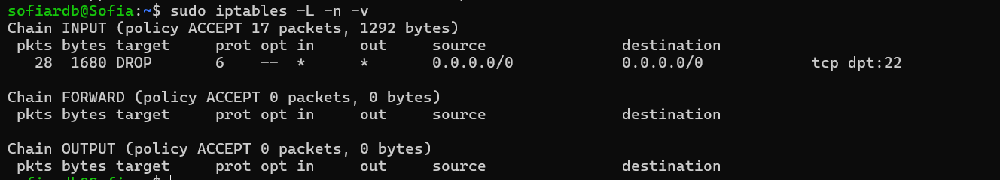 sofiardb@Sofia:~$ sudo iptables -L -n -v
Chain INPUT (policy ACCEPT 17 packets, 1292 bytes)
 pkts bytes target     prot opt in     out     source               destination
   28  1680 DROP       6    --  *      *       0.0.0.0/0            0.0.0.0/0            tcp dpt:22
Chain FORWARD (policy ACCEPT 0 packets, 0 bytes)
 pkts bytes target     prot opt in     out     source               destination
Chain OUTPUT (policy ACCEPT 0 packets, 0 bytes)
 pkts bytes target     prot opt in     out     source               destination
sofiardb@Sofia:~$